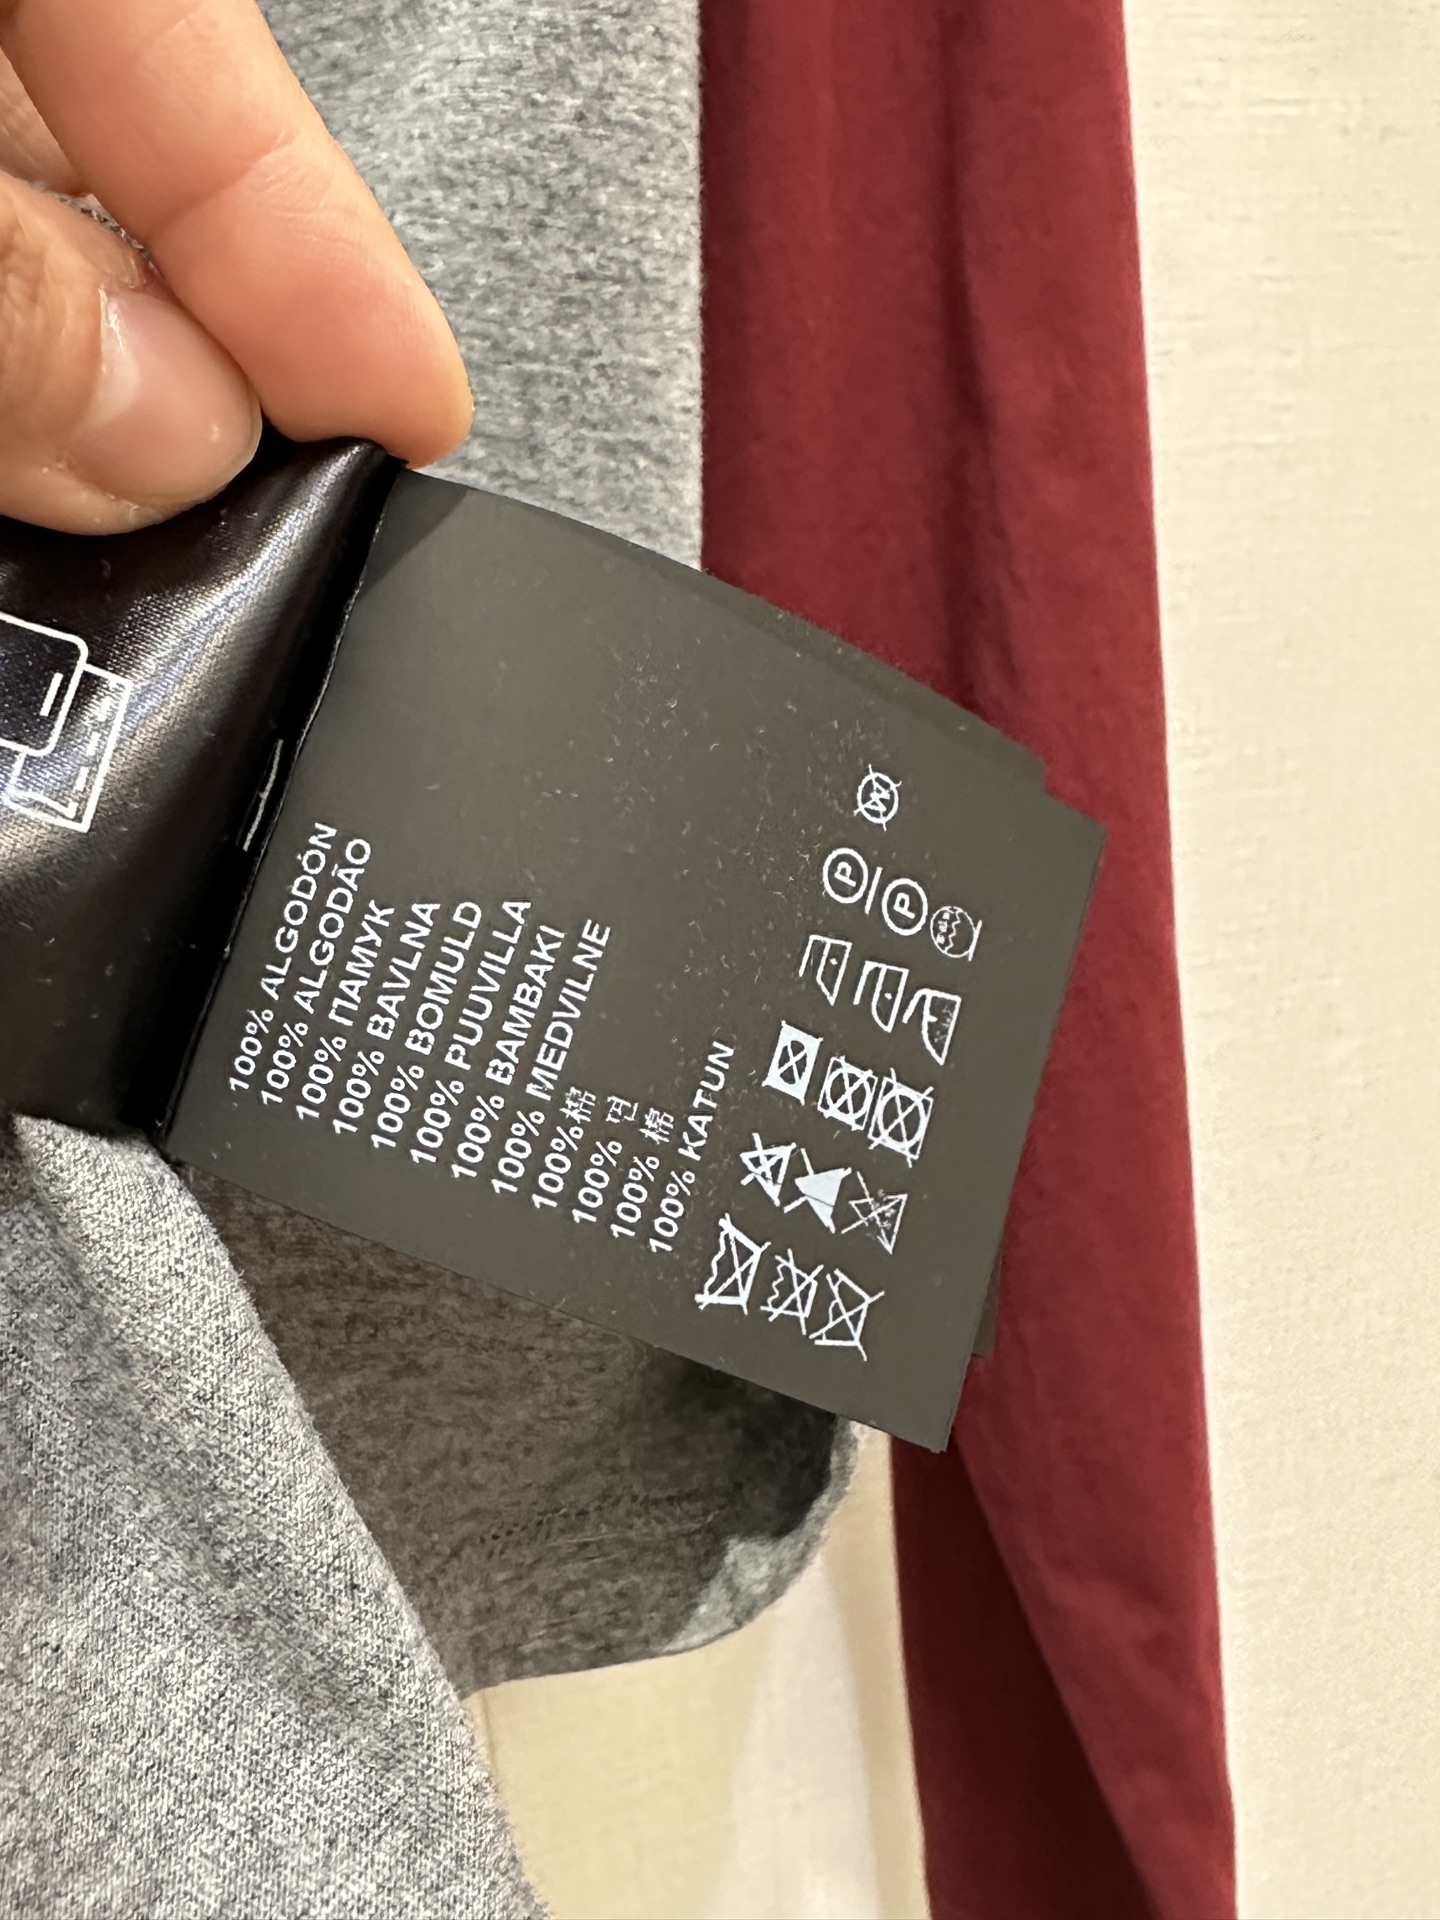 100% ALGODÓN
100% ALGODÃO
100% ПАМУК
100% BAVLNA
100% BOMULD
100% PUUVILLA
100% BAMBAKI
100% MEDVILNE
100%棉
100% 면
100% 棉
100% KATUN
P
P
W